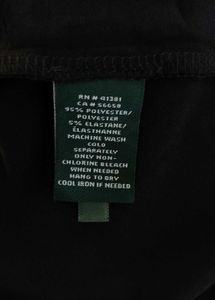 RN # 41381
CA # 56650
95% POLYESTER/
POLYESTER
5% ELASTANE/
ELASTHANNE
MACHINE WASH
COLD
SEPARATELY
ONLY NON-
CHLORINE BLEACH
WHEN NEEDED
HANG TO DRY
COOL IRON IF NEEDED